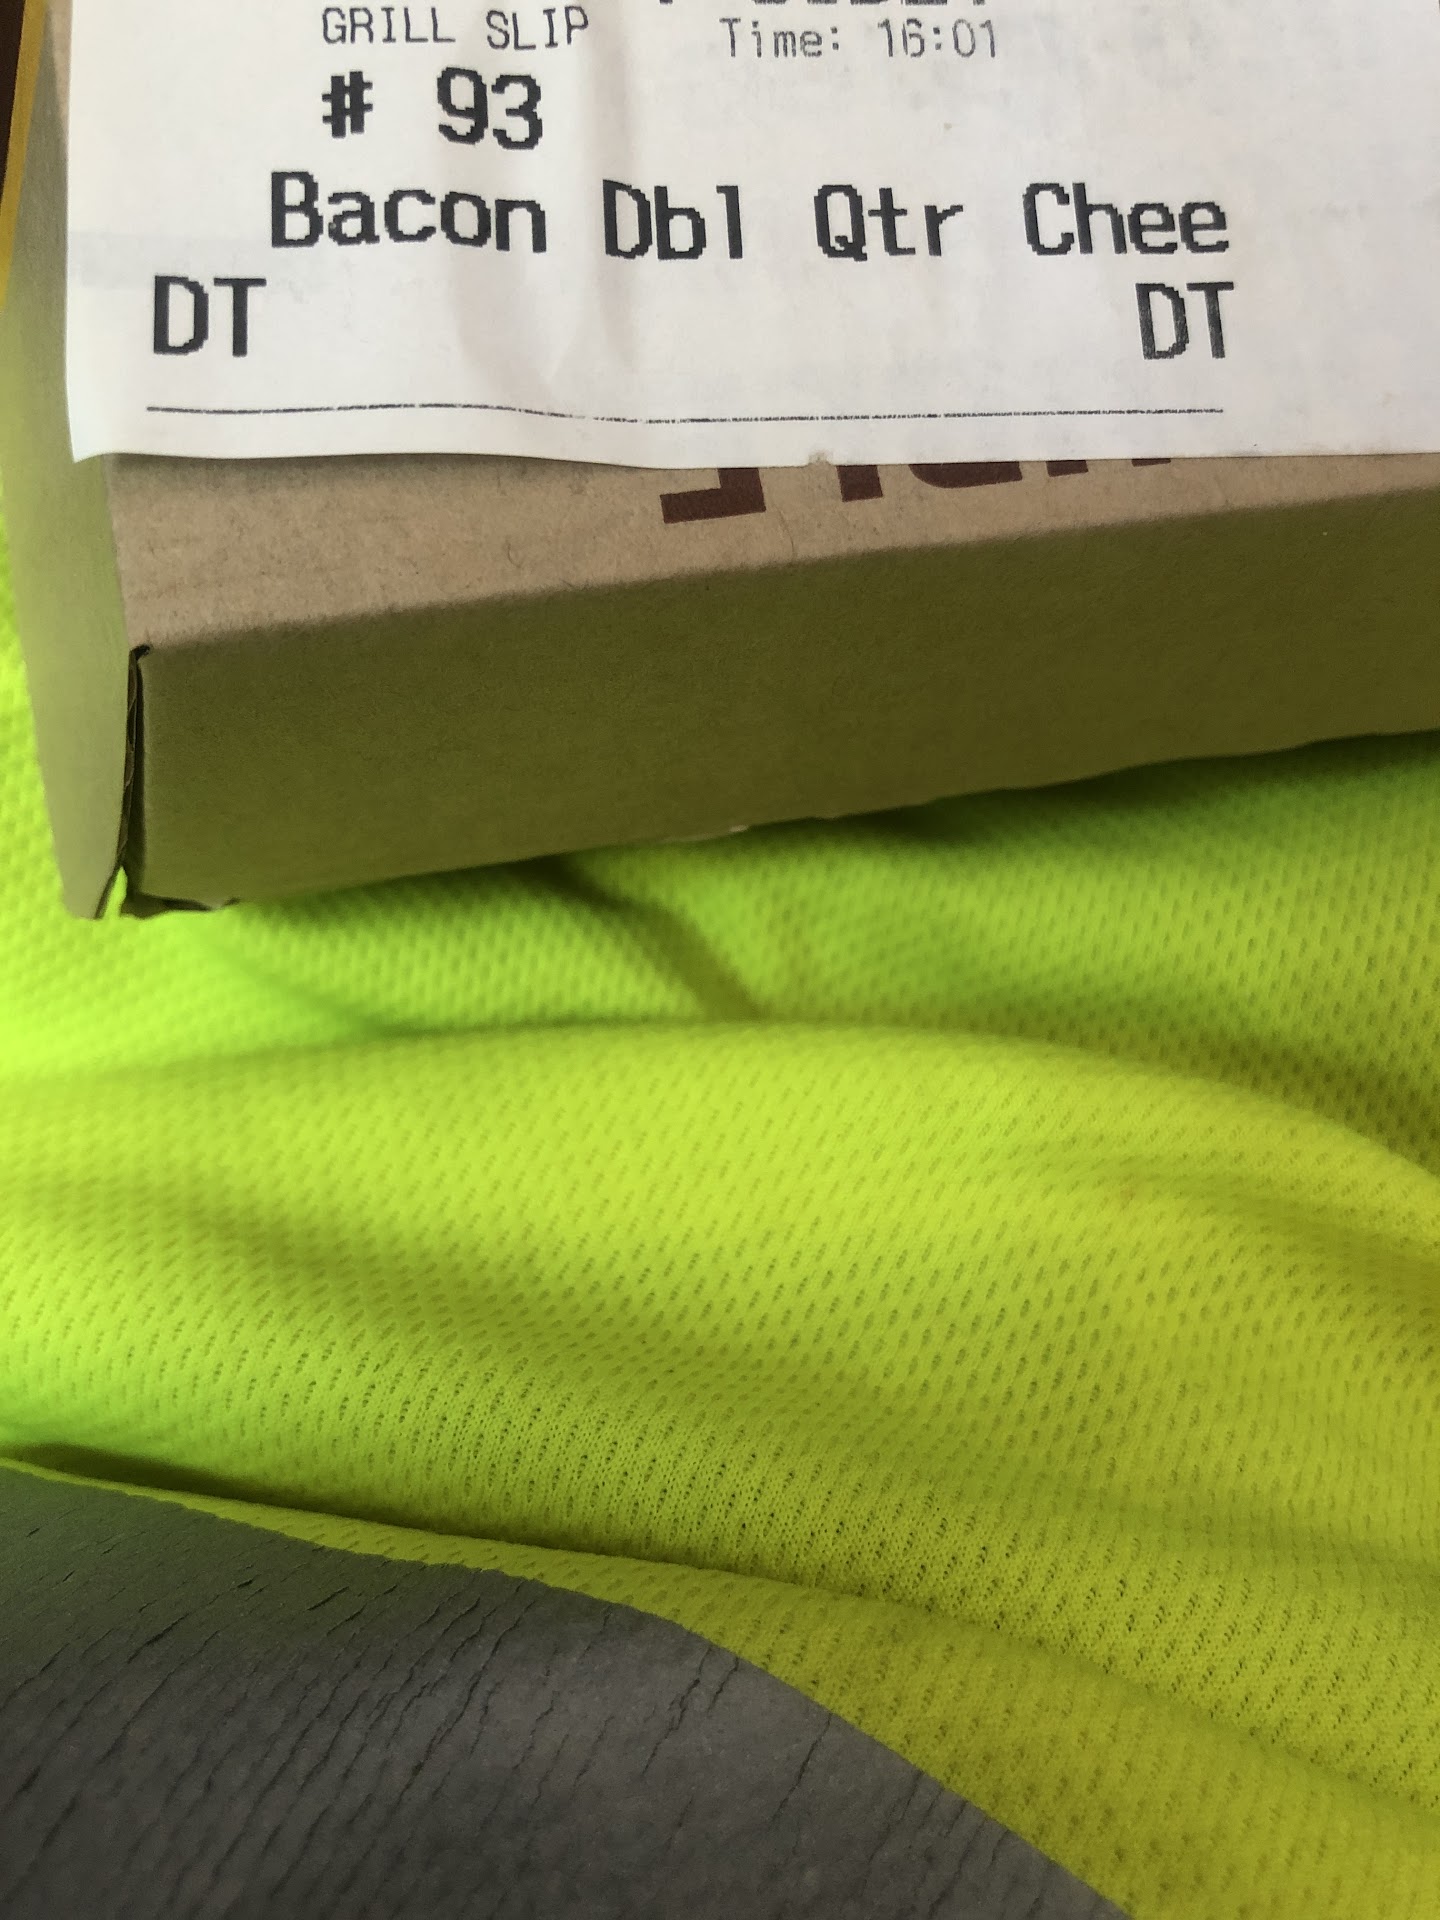 GRILL SLIP Time: 16:01
# 93
Bacon Dbl Qtr Chee
DT DT